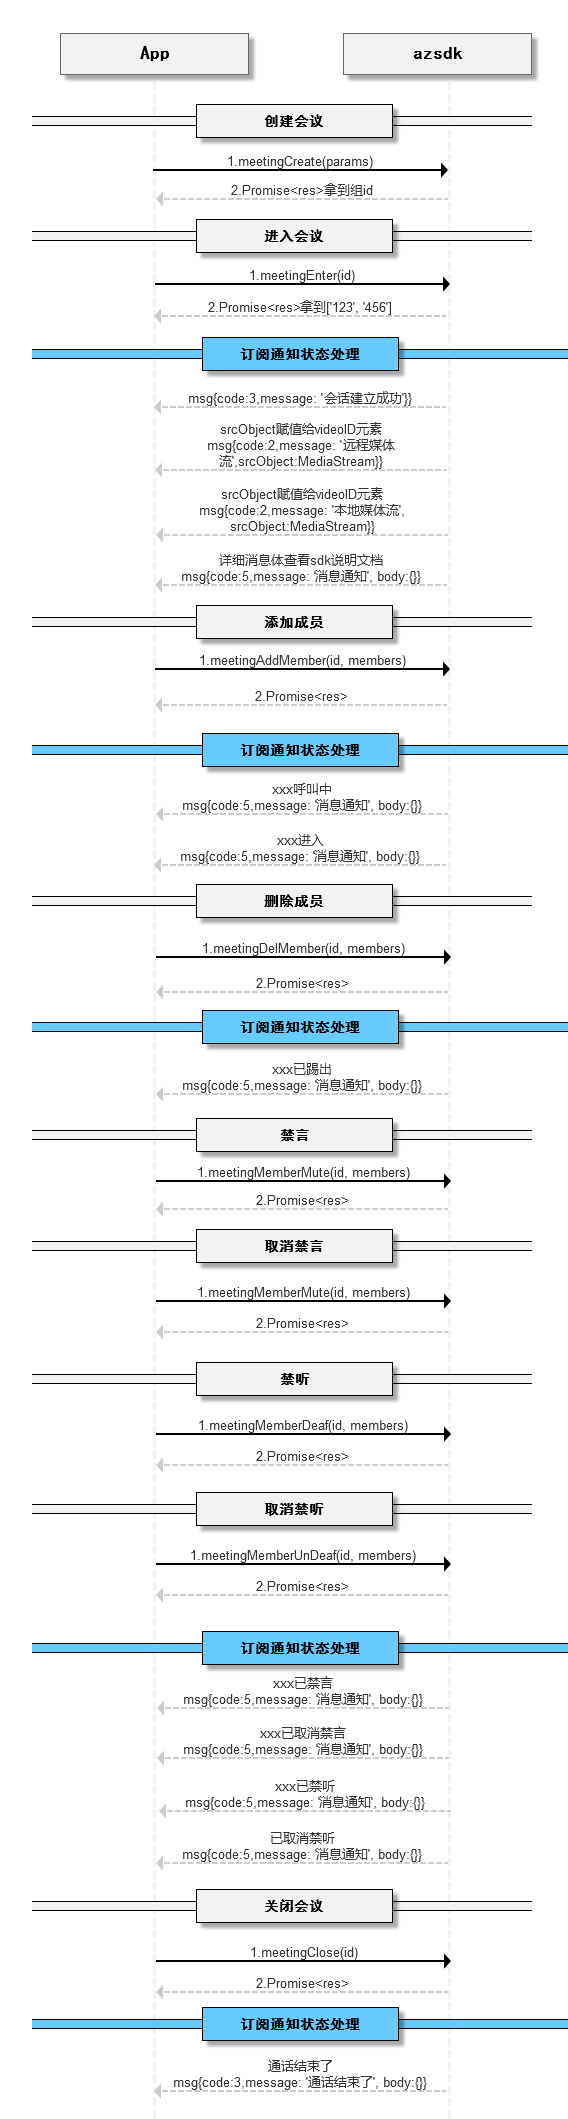 App
azsdk
创建会议
1.meetingCreate(params)
2.Promise<res>拿到组id
进入会议
1.meetingEnter(id)
2.Promise<res>拿到['123', '456']
订阅通知状态处理
msg{code:3,message: '会话建立成功'}}
srcObject赋值给videoID元素
msg{code:2,message: '远程媒体
流',srcObject:MediaStream}}
srcObject赋值给videoID元素
msg{code:2,message: '本地媒体流',
srcObject:MediaStream}}
详细消息体查看sdk说明文档
msg{code:5,message: '消息通知', body:{}}
添加成员
1.meetingAddMember(id, members)
2.Promise<res>
订阅通知状态处理
xxx呼叫中
msg{code:5,message: '消息通知', body:{}}
xxx进入
msg{code:5,message: '消息通知', body:{}}
删除成员
1.meetingDelMember(id, members)
2.Promise<res>
订阅通知状态处理
xxx已踢出
msg{code:5,message: '消息通知', body:{}}
禁言
1.meetingMemberMute(id, members)
2.Promise<res>
取消禁言
1.meetingMemberMute(id, members)
2.Promise<res>
禁听
1.meetingMemberDeaf(id, members)
2.Promise<res>
取消禁听
1.meetingMemberUnDeaf(id, members)
2.Promise<res>
订阅通知状态处理
xxx已禁言
msg{code:5,message: '消息通知', body:{}}
xxx已取消禁言
msg{code:5,message: '消息通知', body:{}}
xxx已禁听
msg{code:5,message: '消息通知', body:{}}
已取消禁听
msg{code:5,message: '消息通知', body:{}}
关闭会议
1.meetingClose(id)
2.Promise<res>
订阅通知状态处理
通话结束了
msg{code:3,message: '通话结束了', body:{}}